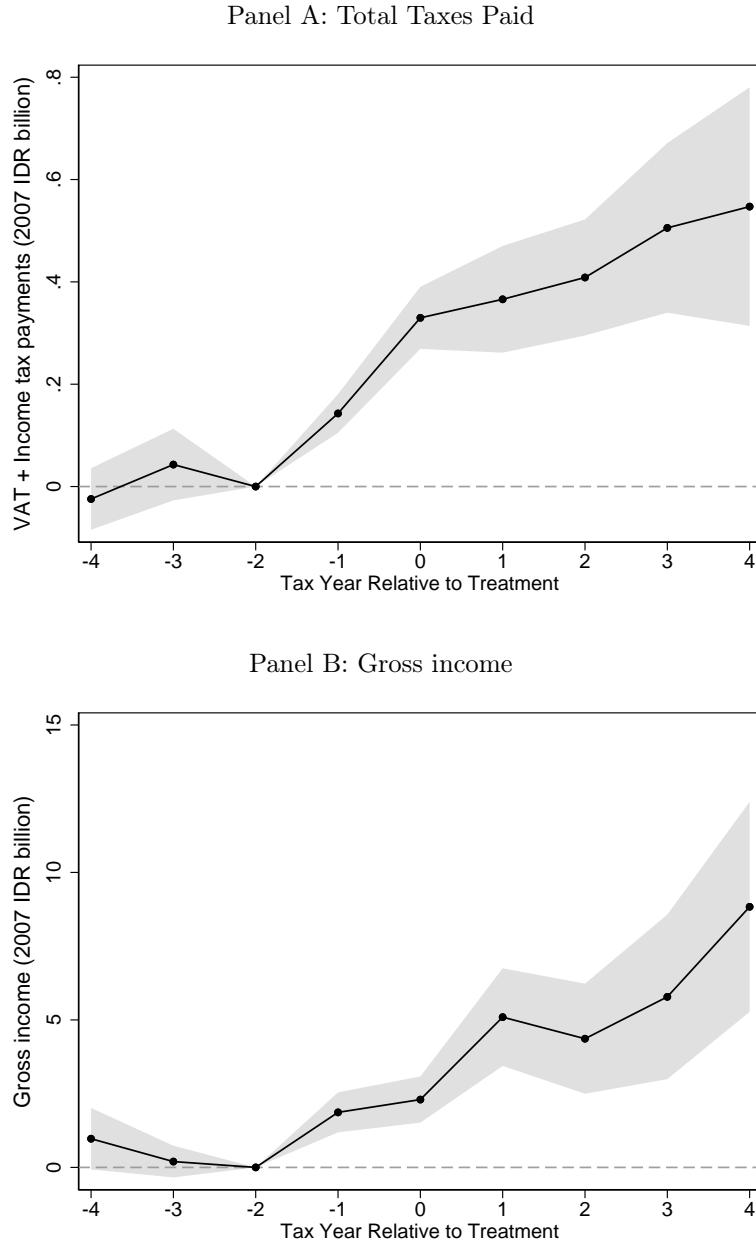 Panel A: Total Taxes Paid
VAT + Income tax payments (2007 IDR billion)
.8
.6
.4
.2
0
-4 -3 -2 -1 0 1 2 3 4
Tax Year Relative to Treatment
Panel B: Gross income
Gross income (2007 IDR billion)
15
10
5
0
-4 -3 -2 -1 0 1 2 3 4
Tax Year Relative to Treatment